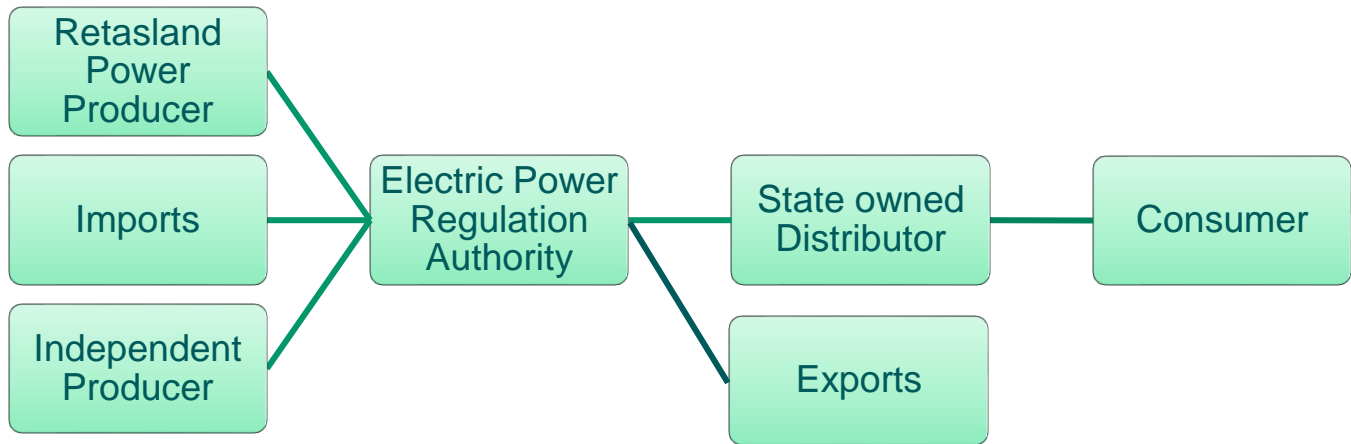 Retasland
Power
Producer
Imports
Independent
Producer
Electric Power
Regulation
Authority
State owned
Distributor
Exports
Consumer